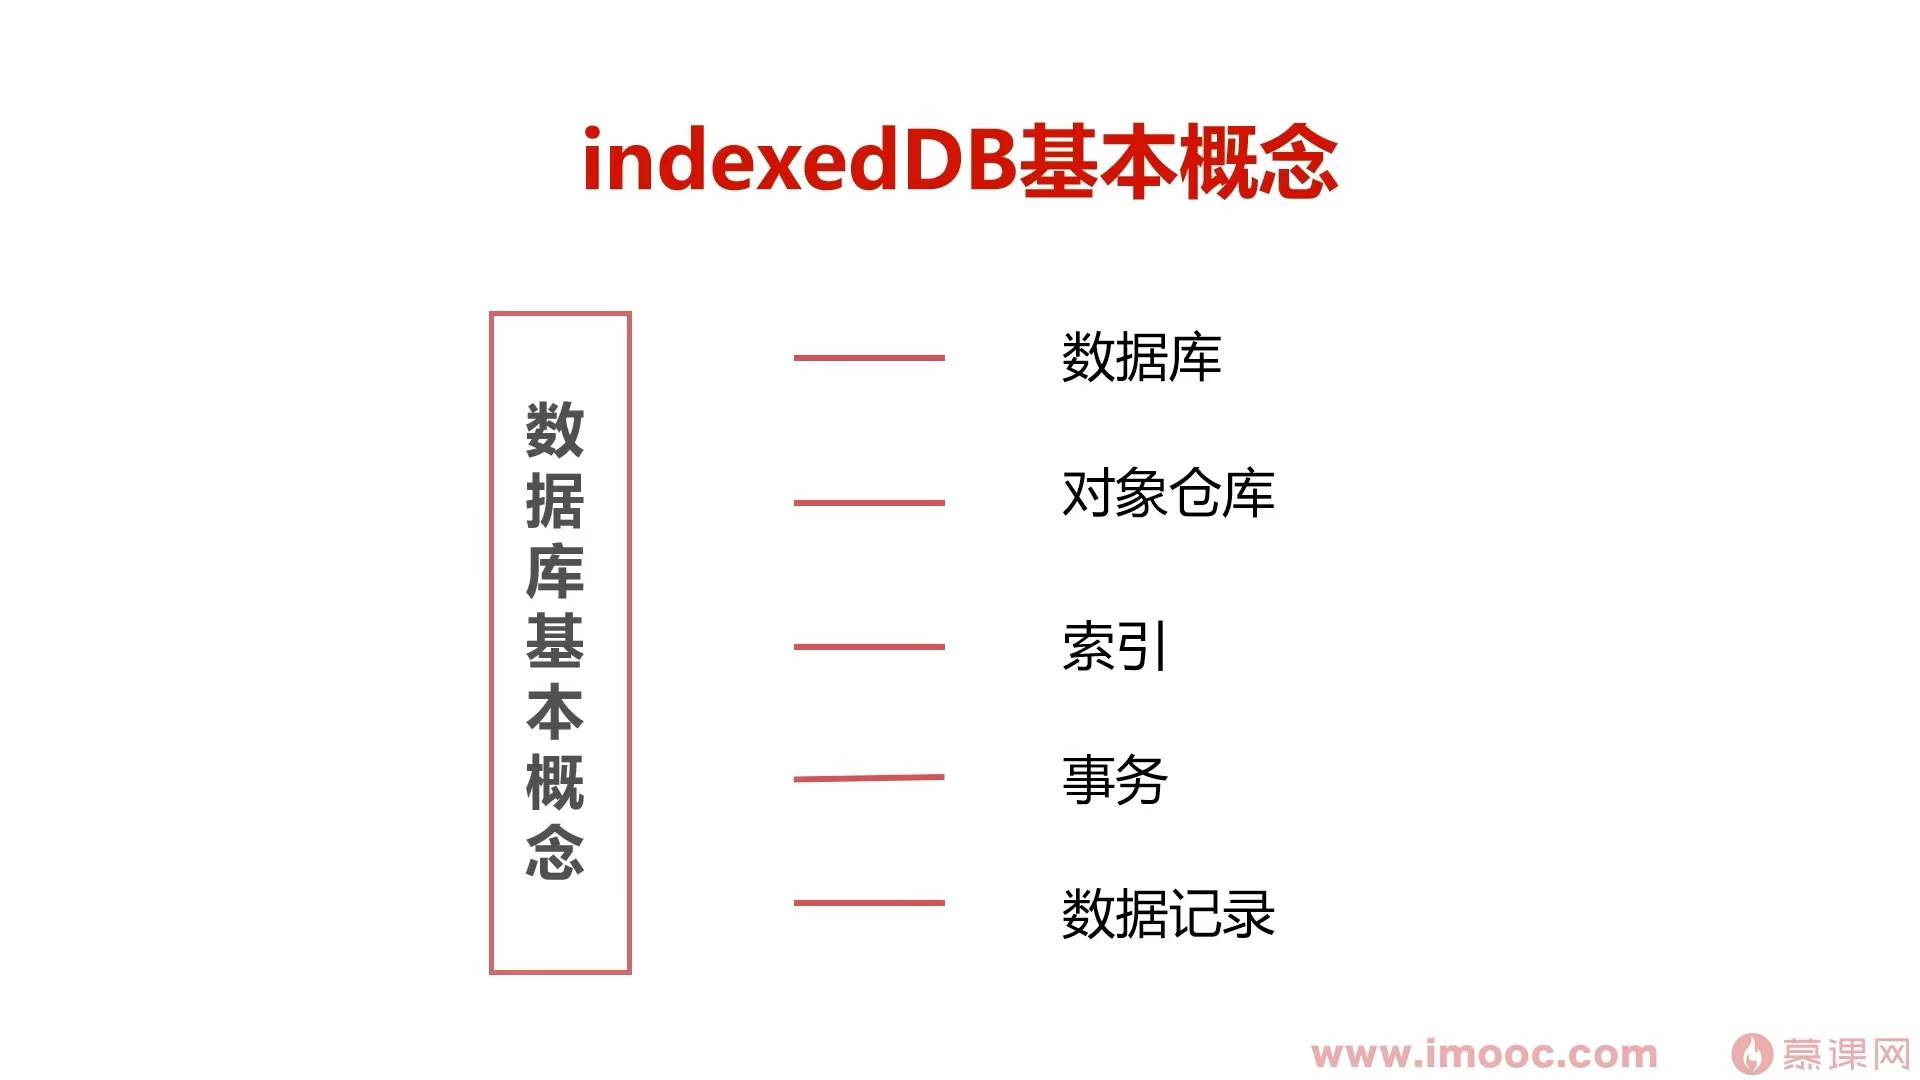 indexedDB基本概念
数据库基本概念
数据库
对象仓库
索引
事务
数据记录
www.imooc.com
慕课网